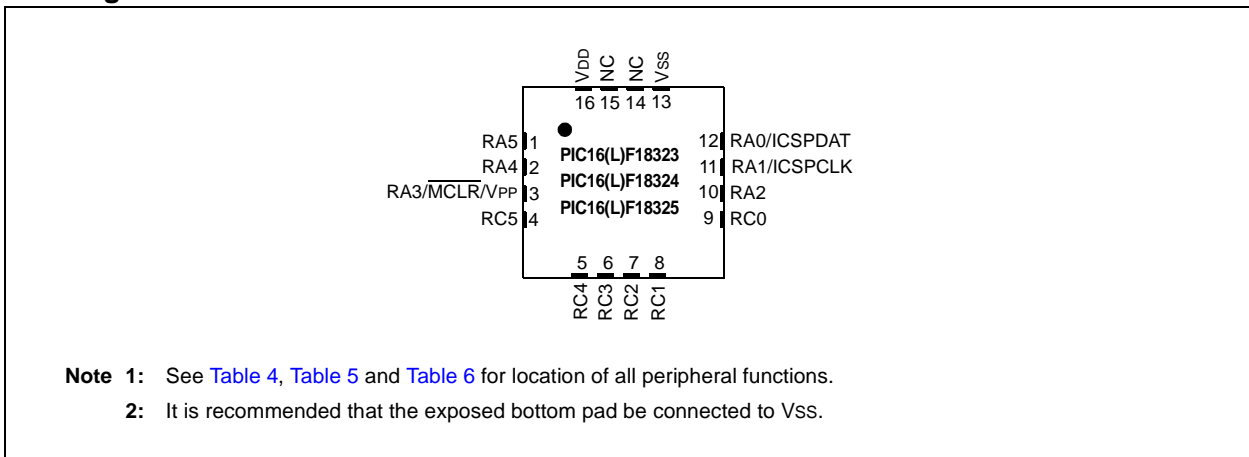 VDD
NC
NC
VSS
16 15 14 13
RA5 1
RA4 2
RA3/MCLR/VPP 3
RC5 4
PIC16(L)F18323
PIC16(L)F18324
PIC16(L)F18325
12 RA0/ICSPDAT
11 RA1/ICSPCLK
10 RA2
9 RC0
5 6 7 8
RC4
RC3
RC2
RC1
Note 1: See Table 4, Table 5 and Table 6 for location of all peripheral functions.
2: It is recommended that the exposed bottom pad be connected to VSS.